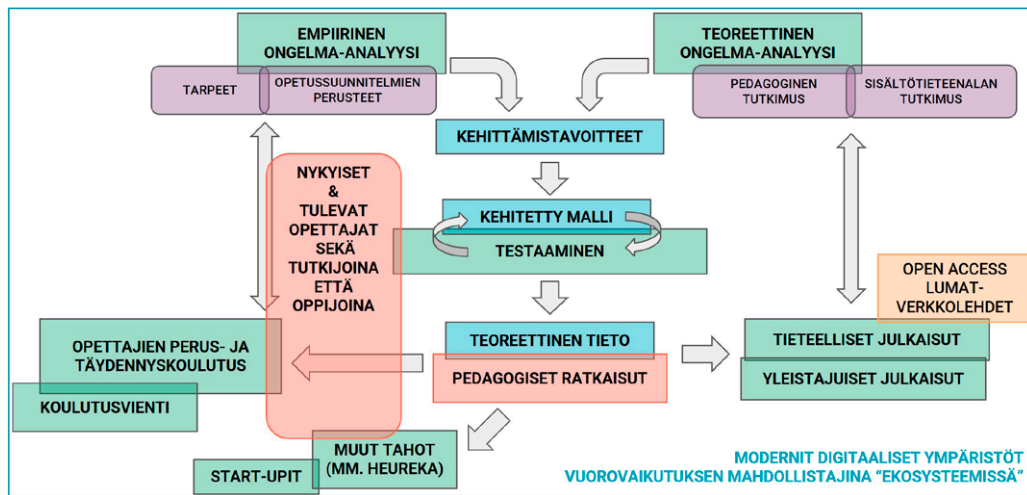 EMPIIRINEN
ONGELMA-ANALYYSI
TARPEET
OPETUSSUUNNITELMIEN
PERUSTEET
TEOREETTINEN
ONGELMA-ANALYYSI
PEDAGOGINEN
TUTKIMUS
SISÄLTÖTIETEENALAN
TUTKIMUS
KEHITTÄMISTAVOITTEET
NYKYISET
&
TULEVAT
OPETTAJAT
SEKÄ
TUTKIJOINA
ETTÄ
OPPIJOINA
KEHITETTY MALLI
TESTAAMINEN
OPEN ACCESS
LUMAT-
VERKKOLEHDET
OPETTAJIEN PERUS- JA
TÄYDENNYSKOULUTUS
KOULUTUSVIENTI
TEOREETTINEN TIETO
PEDAGOGISET RATKAISUT
TIETEELLISET JULKAISUT
YLEISTAJUISET JULKAISUT
MUUT TAHOT
(MM. HEUREKA)
START-UPIT
MODERNIT DIGITAALISET YMPÄRISTÖT
VUOROVAIKUTUKSEN MAHDOLLISTAJINA "EKOSYSTEEMISSÄ"